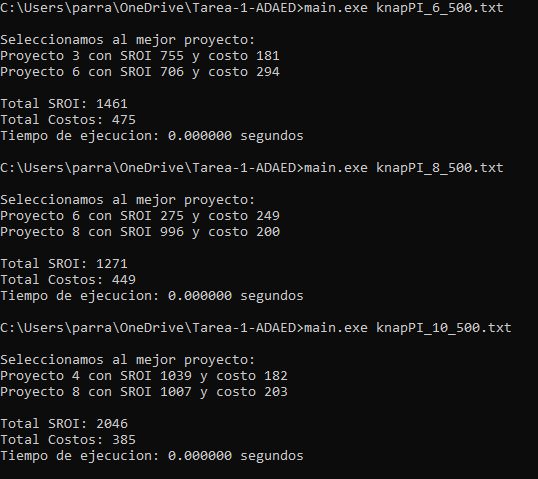 C:\Users\parra\OneDrive\Tarea-1-ADAED>main.exe knapPI_6_500.txt
Seleccionamos al mejor proyecto:
Proyecto 3 con SROI 755 y costo 181
Proyecto 6 con SROI 706 y costo 294
Total SROI: 1461
Total Costos: 475
Tiempo de ejecucion: 0.000000 segundos
C:\Users\parra\OneDrive\Tarea-1-ADAED>main.exe knapPI_8_500.txt
Seleccionamos al mejor proyecto:
Proyecto 6 con SROI 275 y costo 249
Proyecto 8 con SROI 996 y costo 200
Total SROI: 1271
Total Costos: 449
Tiempo de ejecucion: 0.000000 segundos
C:\Users\parra\OneDrive\Tarea-1-ADAED>main.exe knapPI_10_500.txt
Seleccionamos al mejor proyecto:
Proyecto 4 con SROI 1039 y costo 182
Proyecto 8 con SROI 1007 y costo 203
Total SROI: 2046
Total Costos: 385
Tiempo de ejecucion: 0.000000 segundos